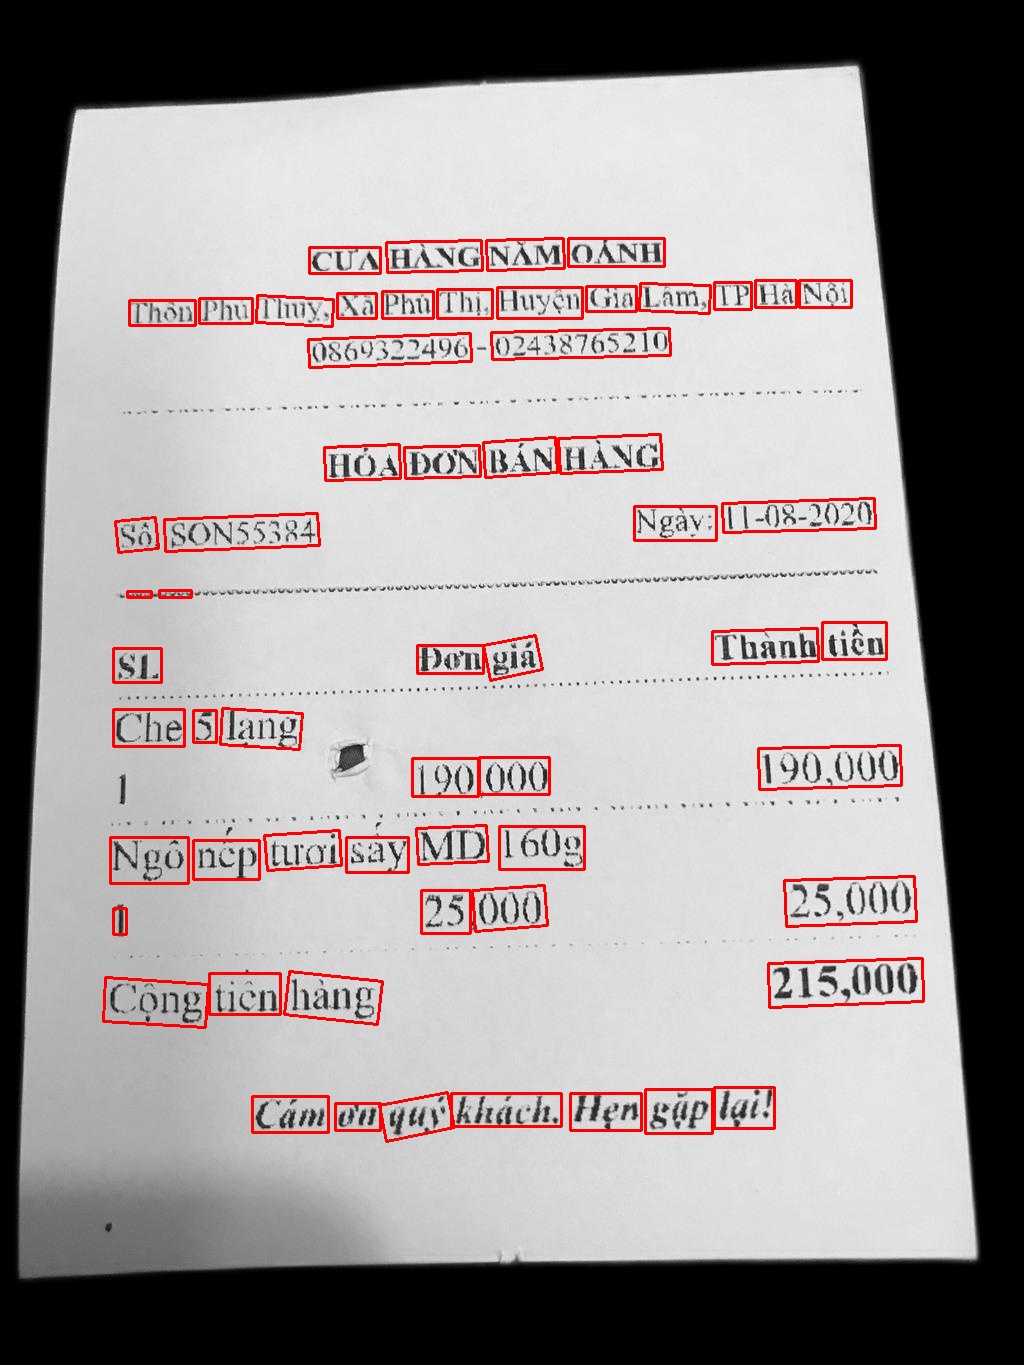 CỬA HÀNG NĂM OÁNH
Thôn Phú Thuỵ, Xã Phú Thị, Huyện Gia Lâm, TP Hà Nội
0869322496 - 02438765210
HÓA ĐƠN BÁN HÀNG
Số SON55384 Ngày: 11-08-2020
SL Đơn giá Thành tiền
Che 5 lạng
1 190,000 190,000
Ngô nếp tươi sấy MD 160g
1 25,000 25,000
Cộng tiền hàng 215,000
Cám ơn quý khách. Hẹn gặp lại!